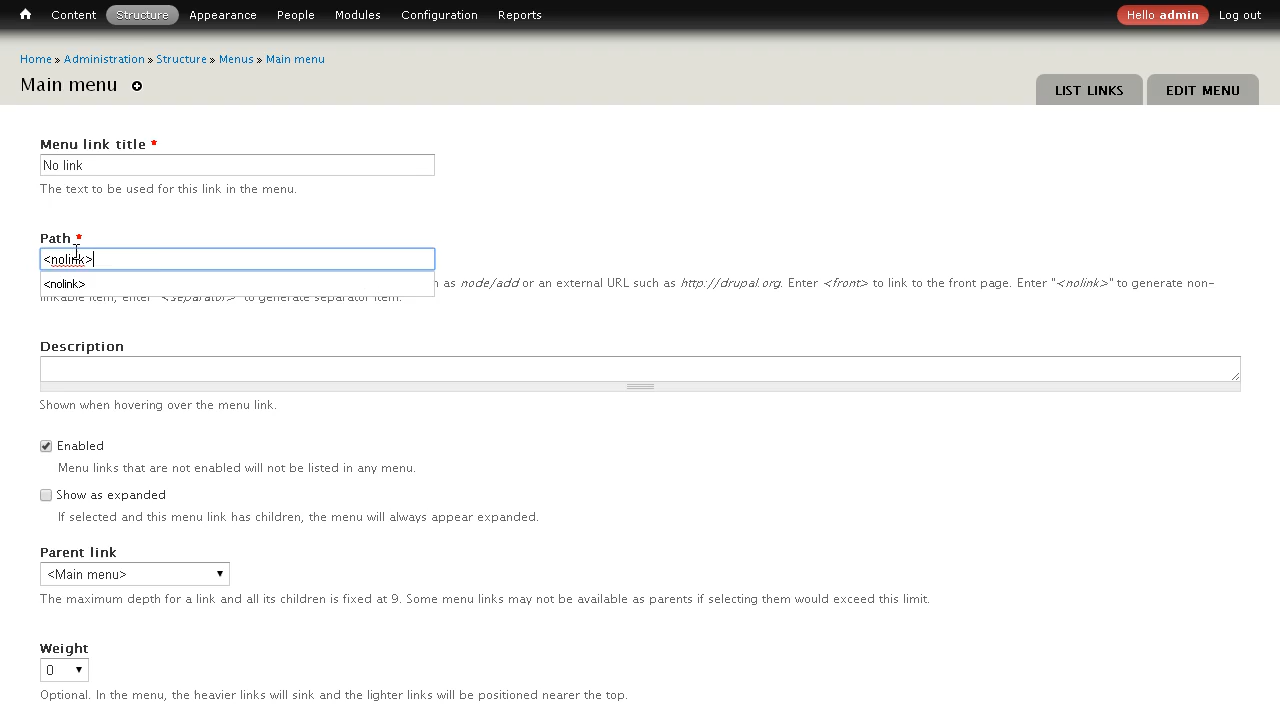 Content Structure Appearance People Modules Configuration Reports Hello admin Log out
Home » Administration » Structure » Menus » Main menu
Main menu
LIST LINKS EDIT MENU
Menu link title *
No link
The text to be used for this link in the menu.
Path *
<nolink>
<nolink>
as node/add or an external URL such as http://drupal.org. Enter <front> to link to the front page. Enter "<nolink>" to generate non-
linkable item, enter "<separator>" to generate separator item.
Description
Shown when hovering over the menu link.
Enabled
Menu links that are not enabled will not be listed in any menu.
Show as expanded
If selected and this menu link has children, the menu will always appear expanded.
Parent link
<Main menu>
The maximum depth for a link and all its children is fixed at 9. Some menu links may not be available as parents if selecting them would exceed this limit.
Weight
0
Optional. In the menu, the heavier links will sink and the lighter links will be positioned nearer the top.